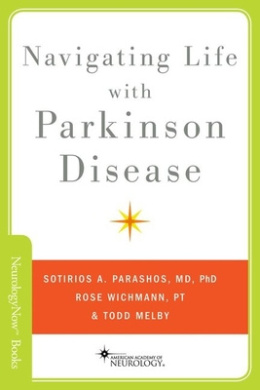 Navigating Life
with
Parkinson
Disease
SOTIRIOS A. PARASHOS, MD, PhD
ROSE WICHMANN, PT
& TODD MELBY
NeurologyNow™ Books
AMERICAN ACADEMY OF
NEUROLOGY®